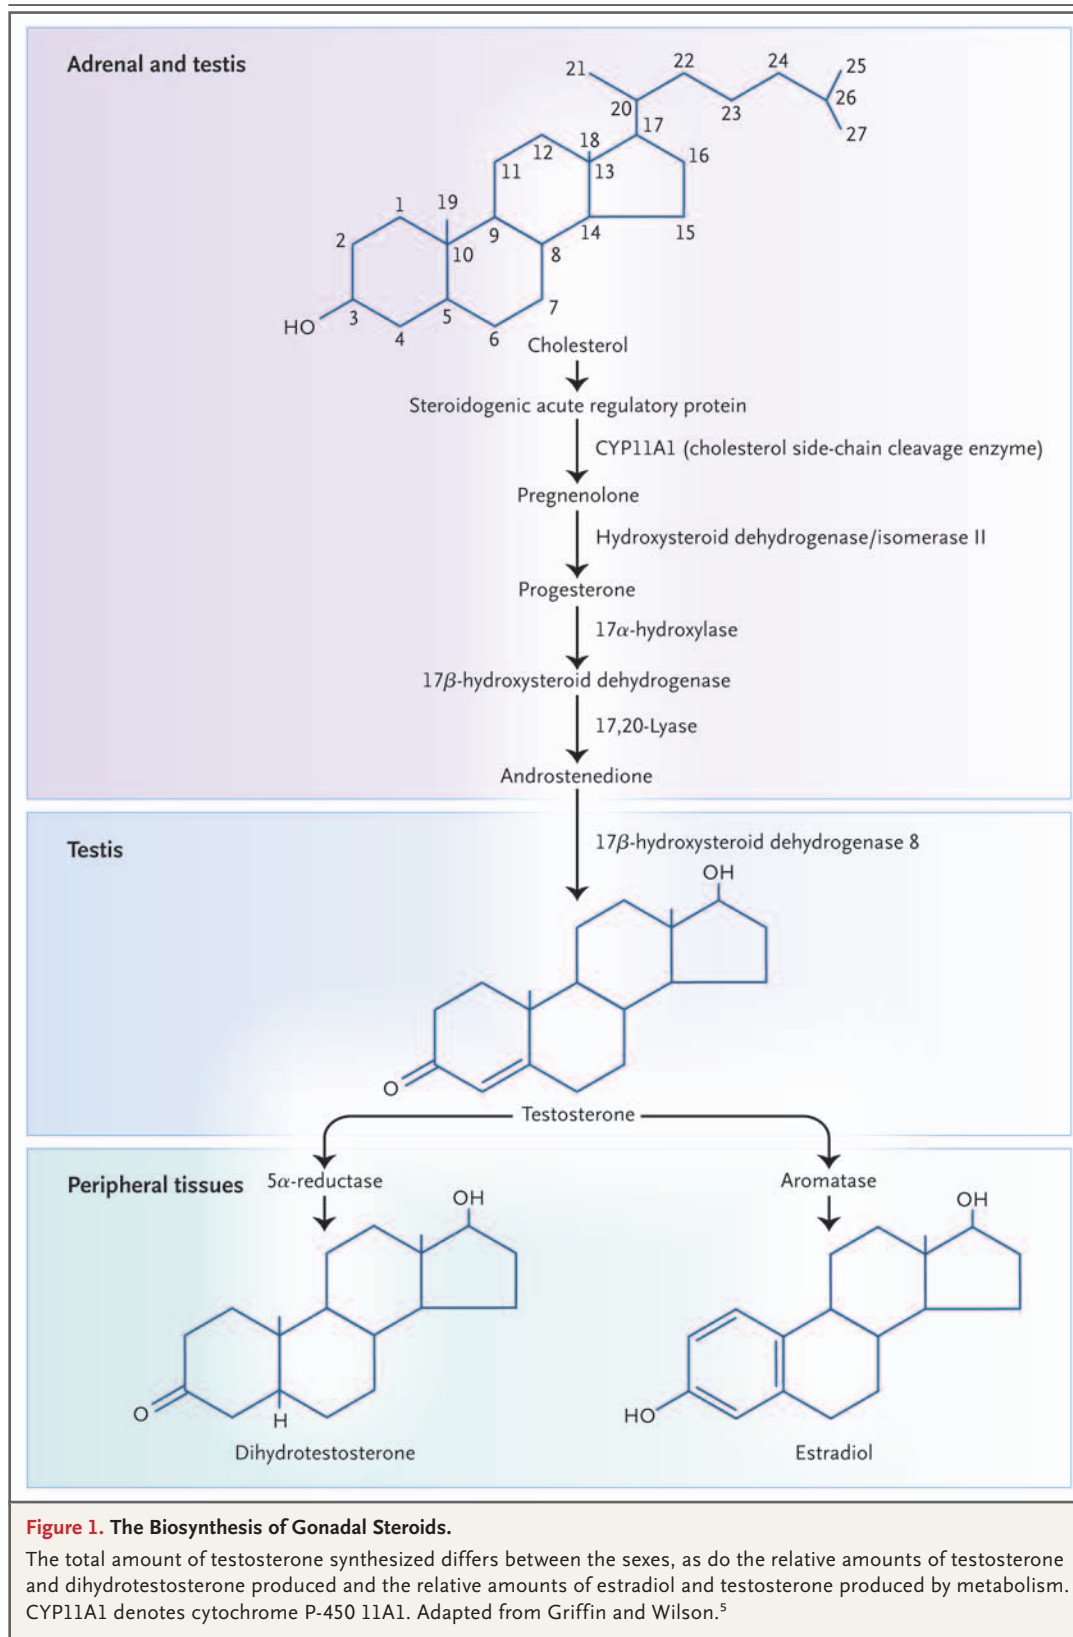 Adrenal and testis
21
22
24
25
20
23
26
27
17
18
12
16
11
13
1
19
2
9
14
15
10
8
7
HO
3
5
4
6
Cholesterol
Steroidogenic acute regulatory protein
CYP11A1 (cholesterol side-chain cleavage enzyme)
Pregnenolone
Hydroxysteroid dehydrogenase/isomerase II
Progesterone
17α-hydroxylase
17β-hydroxysteroid dehydrogenase
17,20-Lyase
Androstenedione
Testis
17β-hydroxysteroid dehydrogenase 8
OH
O
Testosterone
Peripheral tissues
5α-reductase
Aromatase
OH
OH
O
H
HO
Dihydrotestosterone
Estradiol
Figure 1. The Biosynthesis of Gonadal Steroids.
The total amount of testosterone synthesized differs between the sexes, as do the relative amounts of testosterone
and dihydrotestosterone produced and the relative amounts of estradiol and testosterone produced by metabolism.
CYP11A1 denotes cytochrome P-450 11A1. Adapted from Griffin and Wilson.⁵